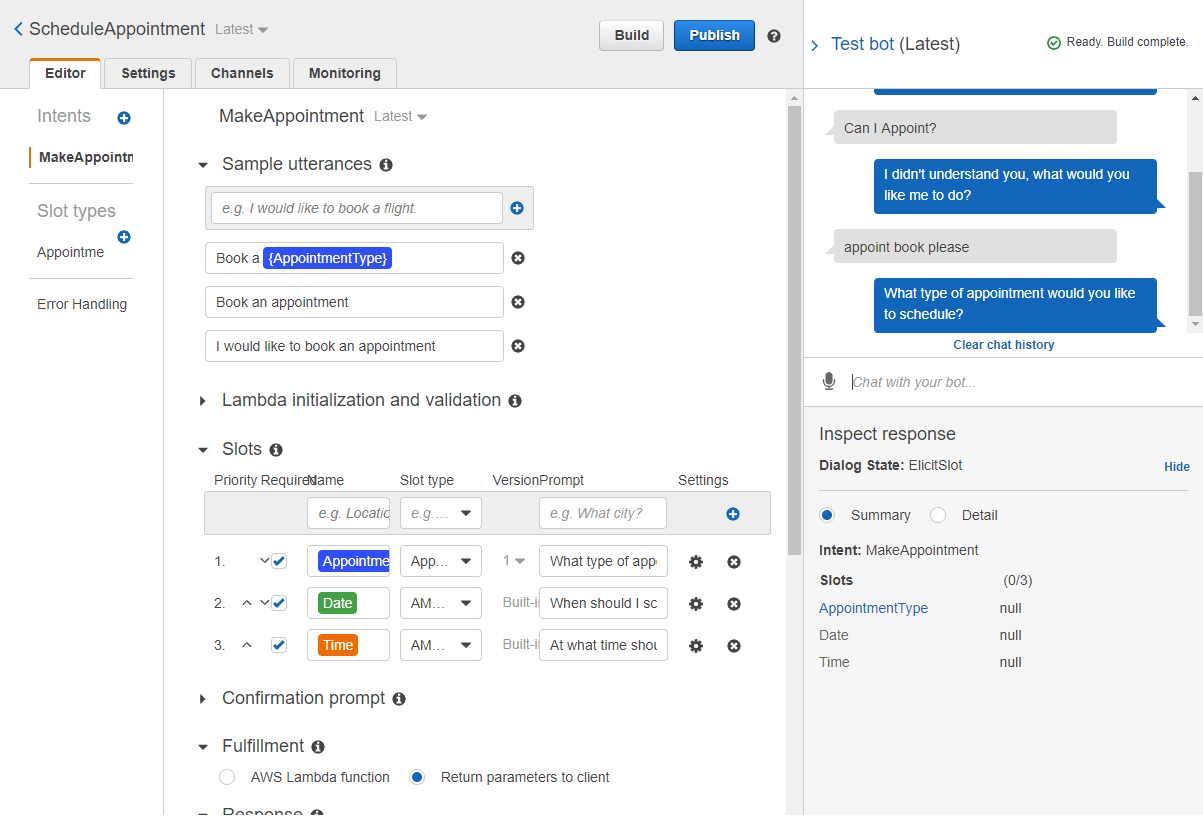 ScheduleAppointment Latest
Build
Publish
Editor
Settings
Channels
Monitoring
Intents
MakeAppointn
Slot types
Appointme
Error Handling
MakeAppointment Latest
Sample utterances
e.g. I would like to book a flight.
Book a {AppointmentType}
Book an appointment
I would like to book an appointment
Lambda initialization and validation
Slots
Priority Required Name Slot type Version Prompt Settings
e.g. Locatio e.g. ... e.g. What city?
1. Appointme App... 1 What type of appo
2. Date AM... Built-i When should I sc
3. Time AM... Built-i At what time shou
Confirmation prompt
Fulfillment
AWS Lambda function Return parameters to client
Response
Test bot (Latest)
Ready. Build complete.
Can I Appoint?
I didn't understand you, what would you
like me to do?
appoint book please
What type of appointment would you like
to schedule?
Clear chat history
Chat with your bot...
Inspect response
Dialog State: ElicitSlot
Hide
Summary Detail
Intent: MakeAppointment
Slots (0/3)
AppointmentType null
Date null
Time null